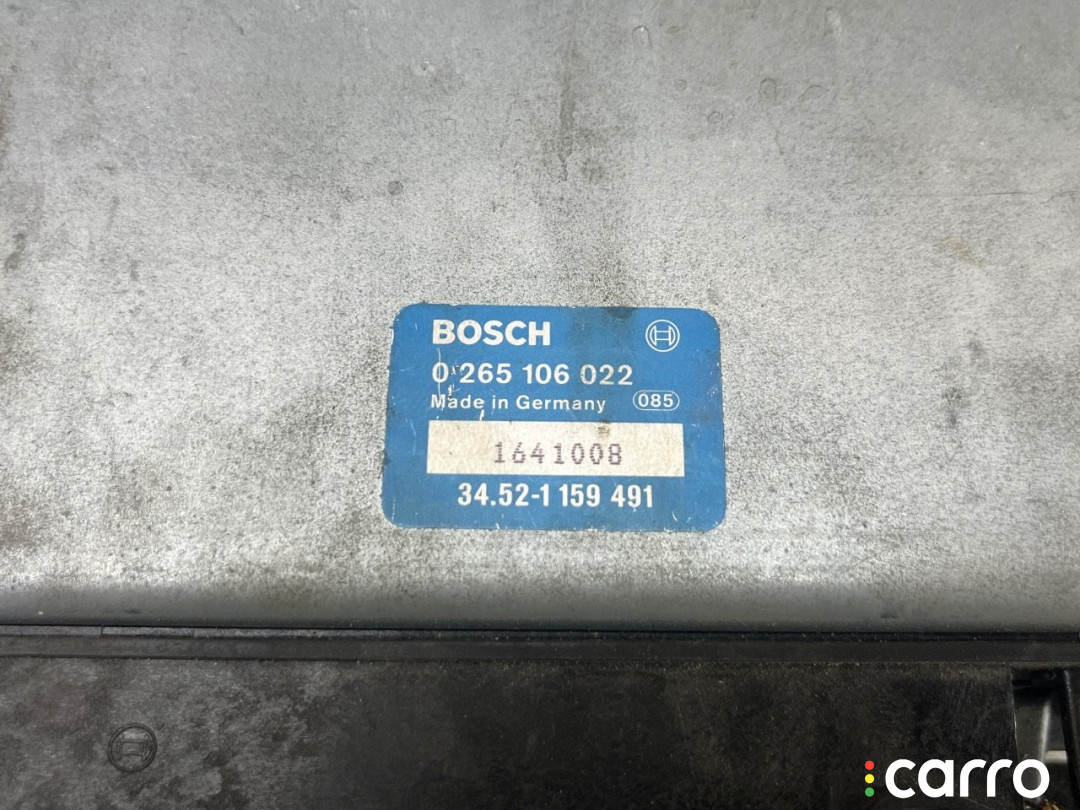 BOSCH
0 265 106 022
Made in Germany 085
1641008
34.52-1 159 491
carro